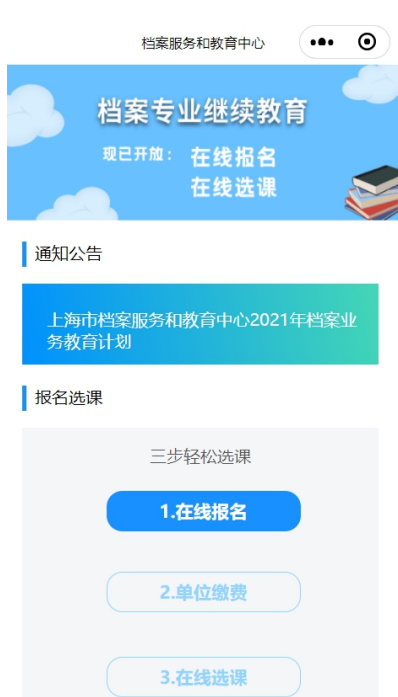 档案服务和教育中心
档案专业继续教育
现已开放：在线报名
在线选课
通知公告
上海市档案服务和教育中心2021年档案业
务教育计划
报名选课
三步轻松选课
1.在线报名
2.单位缴费
3.在线选课